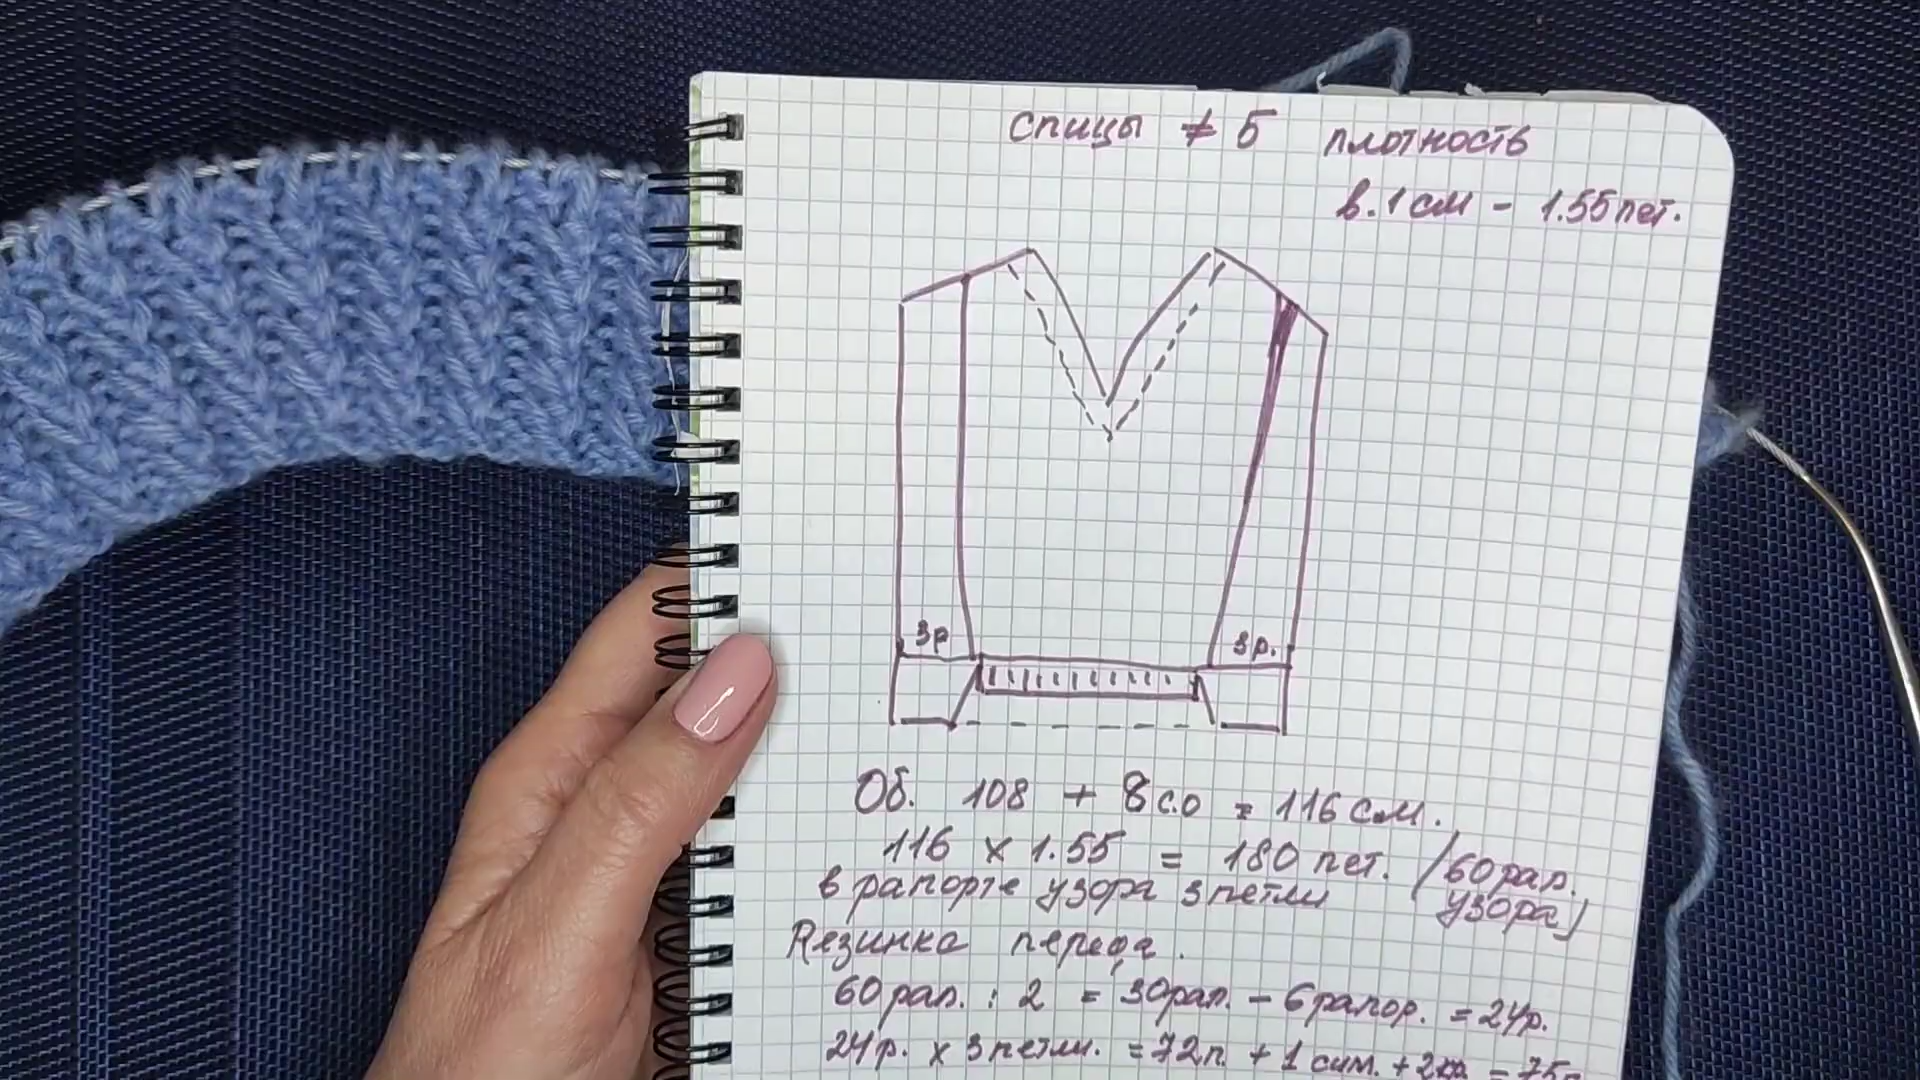 спицы № 5 плотность
в. 1 см - 1.55 пет.
3р
3р.
Об. 108 + 8 с.о = 116 см.
116 x 1.55 = 180 пет. (60 рап. узора)
в рапорте узора 3 петли
Резинка переда.
60 рап. : 2 = 30 рап. - 6 рапор. = 24р.
24р. x 3 петли. = 72п. + 1 сим. + 2кр. = 75п